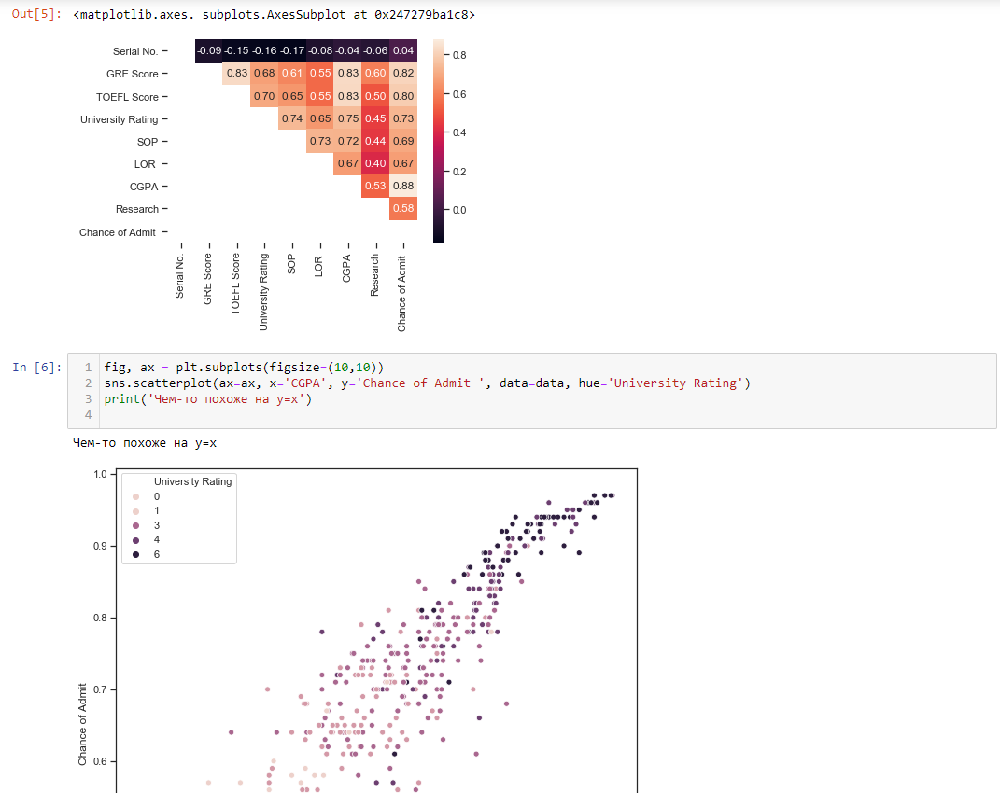 Out[5]: <matplotlib.axes._subplots.AxesSubplot at 0x247279ba1c8>
Serial No. -0.09 -0.15 -0.16 -0.17 -0.08 -0.04 -0.06 0.04
GRE Score 0.83 0.68 0.61 0.55 0.83 0.60 0.82
TOEFL Score 0.70 0.65 0.55 0.83 0.50 0.80
University Rating 0.74 0.65 0.75 0.45 0.73
SOP 0.73 0.72 0.44 0.69
LOR 0.67 0.40 0.67
CGPA 0.53 0.88
Research 0.58
Chance of Admit
0.8
0.6
0.4
0.2
0.0
Serial No.
GRE Score
TOEFL Score
University Rating
SOP
LOR
CGPA
Research
Chance of Admit
In [6]:
1 fig, ax = plt.subplots(figsize=(10,10))
2 sns.scatterplot(ax=ax, x='CGPA', y='Chance of Admit ', data=data, hue='University Rating')
3 print('Чем-то похоже на y=x')
4
Чем-то похоже на y=x
1.0
0.9
0.8
0.7
0.6
Chance of Admit
University Rating
0
1
3
4
6